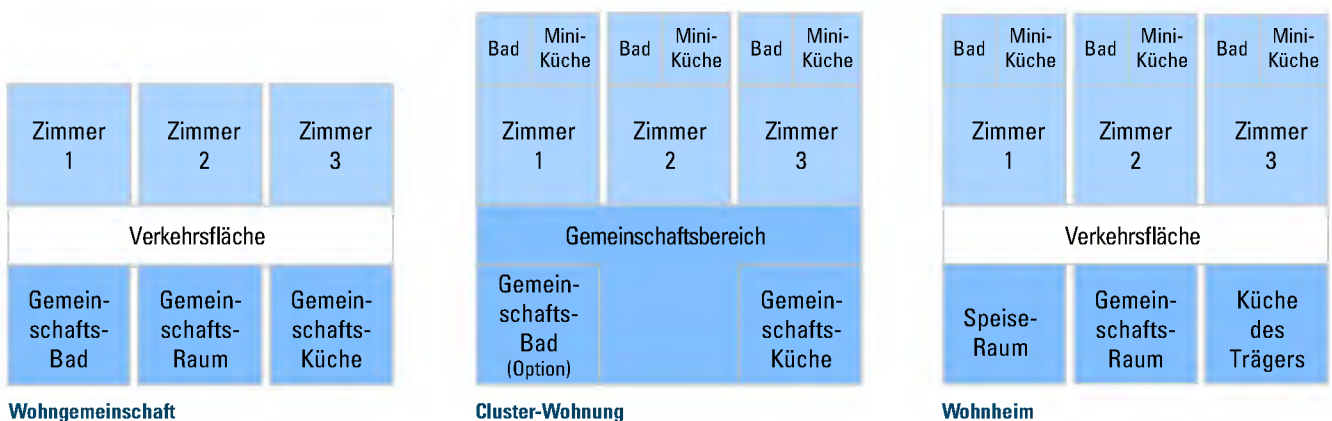 Zimmer
1
Zimmer
2
Zimmer
3
Verkehrsfläche
Gemein-
schafts-
Bad
Gemein-
schafts-
Raum
Gemein-
schafts-
Küche
Wohngemeinschaft
Bad
Mini-
Küche
Bad
Mini-
Küche
Bad
Mini-
Küche
Zimmer
1
Zimmer
2
Zimmer
3
Gemeinschaftsbereich
Gemein-
schafts-
Bad
(Option)
Gemein-
schafts-
Küche
Cluster-Wohnung
Bad
Mini-
Küche
Bad
Mini-
Küche
Bad
Mini-
Küche
Zimmer
1
Zimmer
2
Zimmer
3
Verkehrsfläche
Speise-
Raum
Gemein-
schafts-
Raum
Küche
des
Trägers
Wohnheim